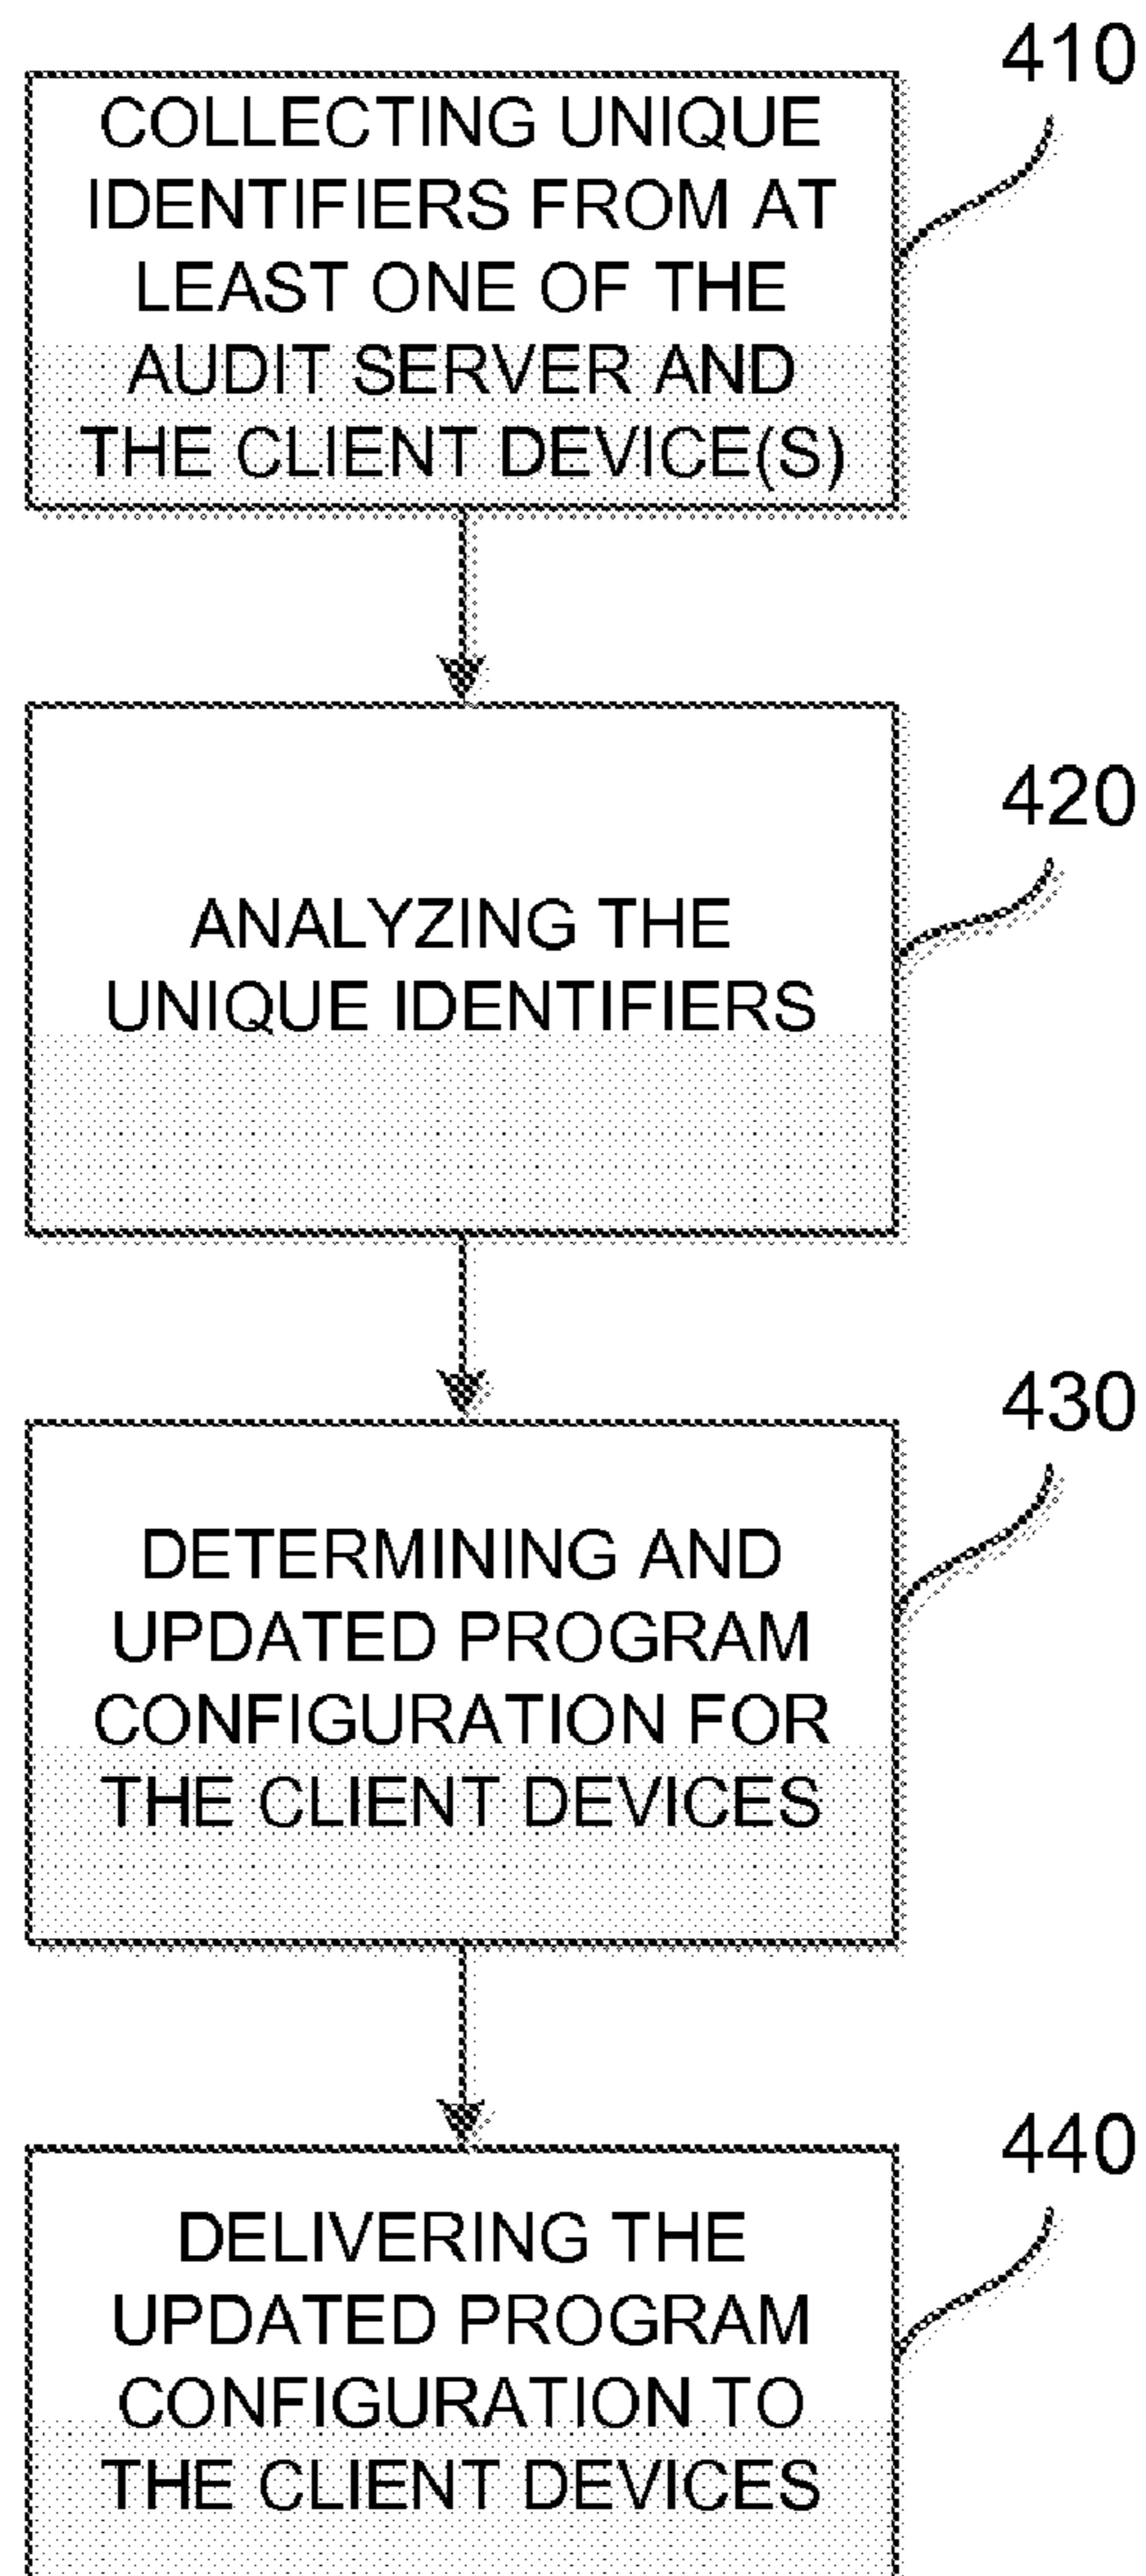 410
COLLECTING UNIQUE
IDENTIFIERS FROM AT
LEAST ONE OF THE
AUDIT SERVER AND
THE CLIENT DEVICE(S)
420
ANALYZING THE
UNIQUE IDENTIFIERS
430
DETERMINING AND
UPDATED PROGRAM
CONFIGURATION FOR
THE CLIENT DEVICES
440
DELIVERING THE
UPDATED PROGRAM
CONFIGURATION TO
THE CLIENT DEVICES